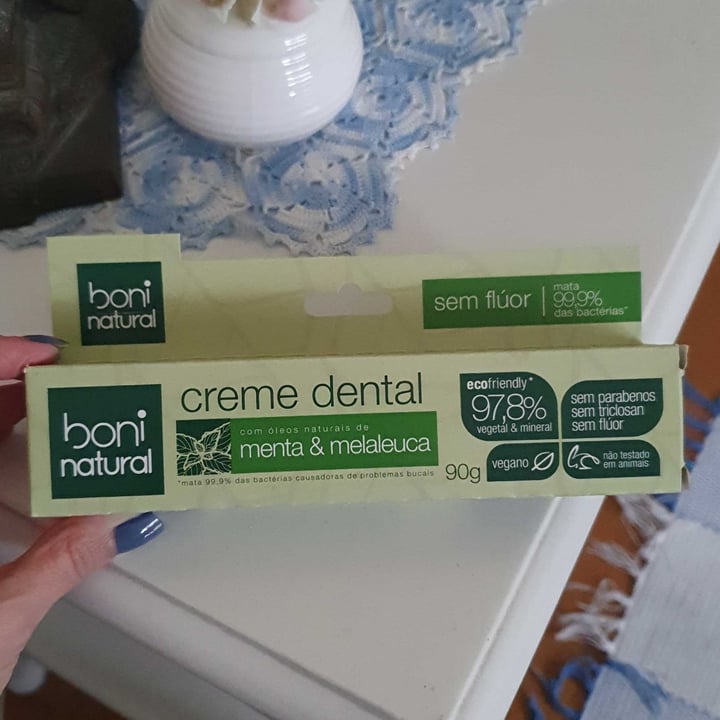 boni
natural
sem flúor
mata
99,9%
das bactérias*
boni
natural
creme dental
com óleos naturais de
menta & melaleuca
*mata 99,9% das bactérias causadoras de problemas bucais
90g
ecofriendly*
97,8%
vegetal & mineral
sem parabenos
sem triclosan
sem flúor
vegano
não testado
em animais